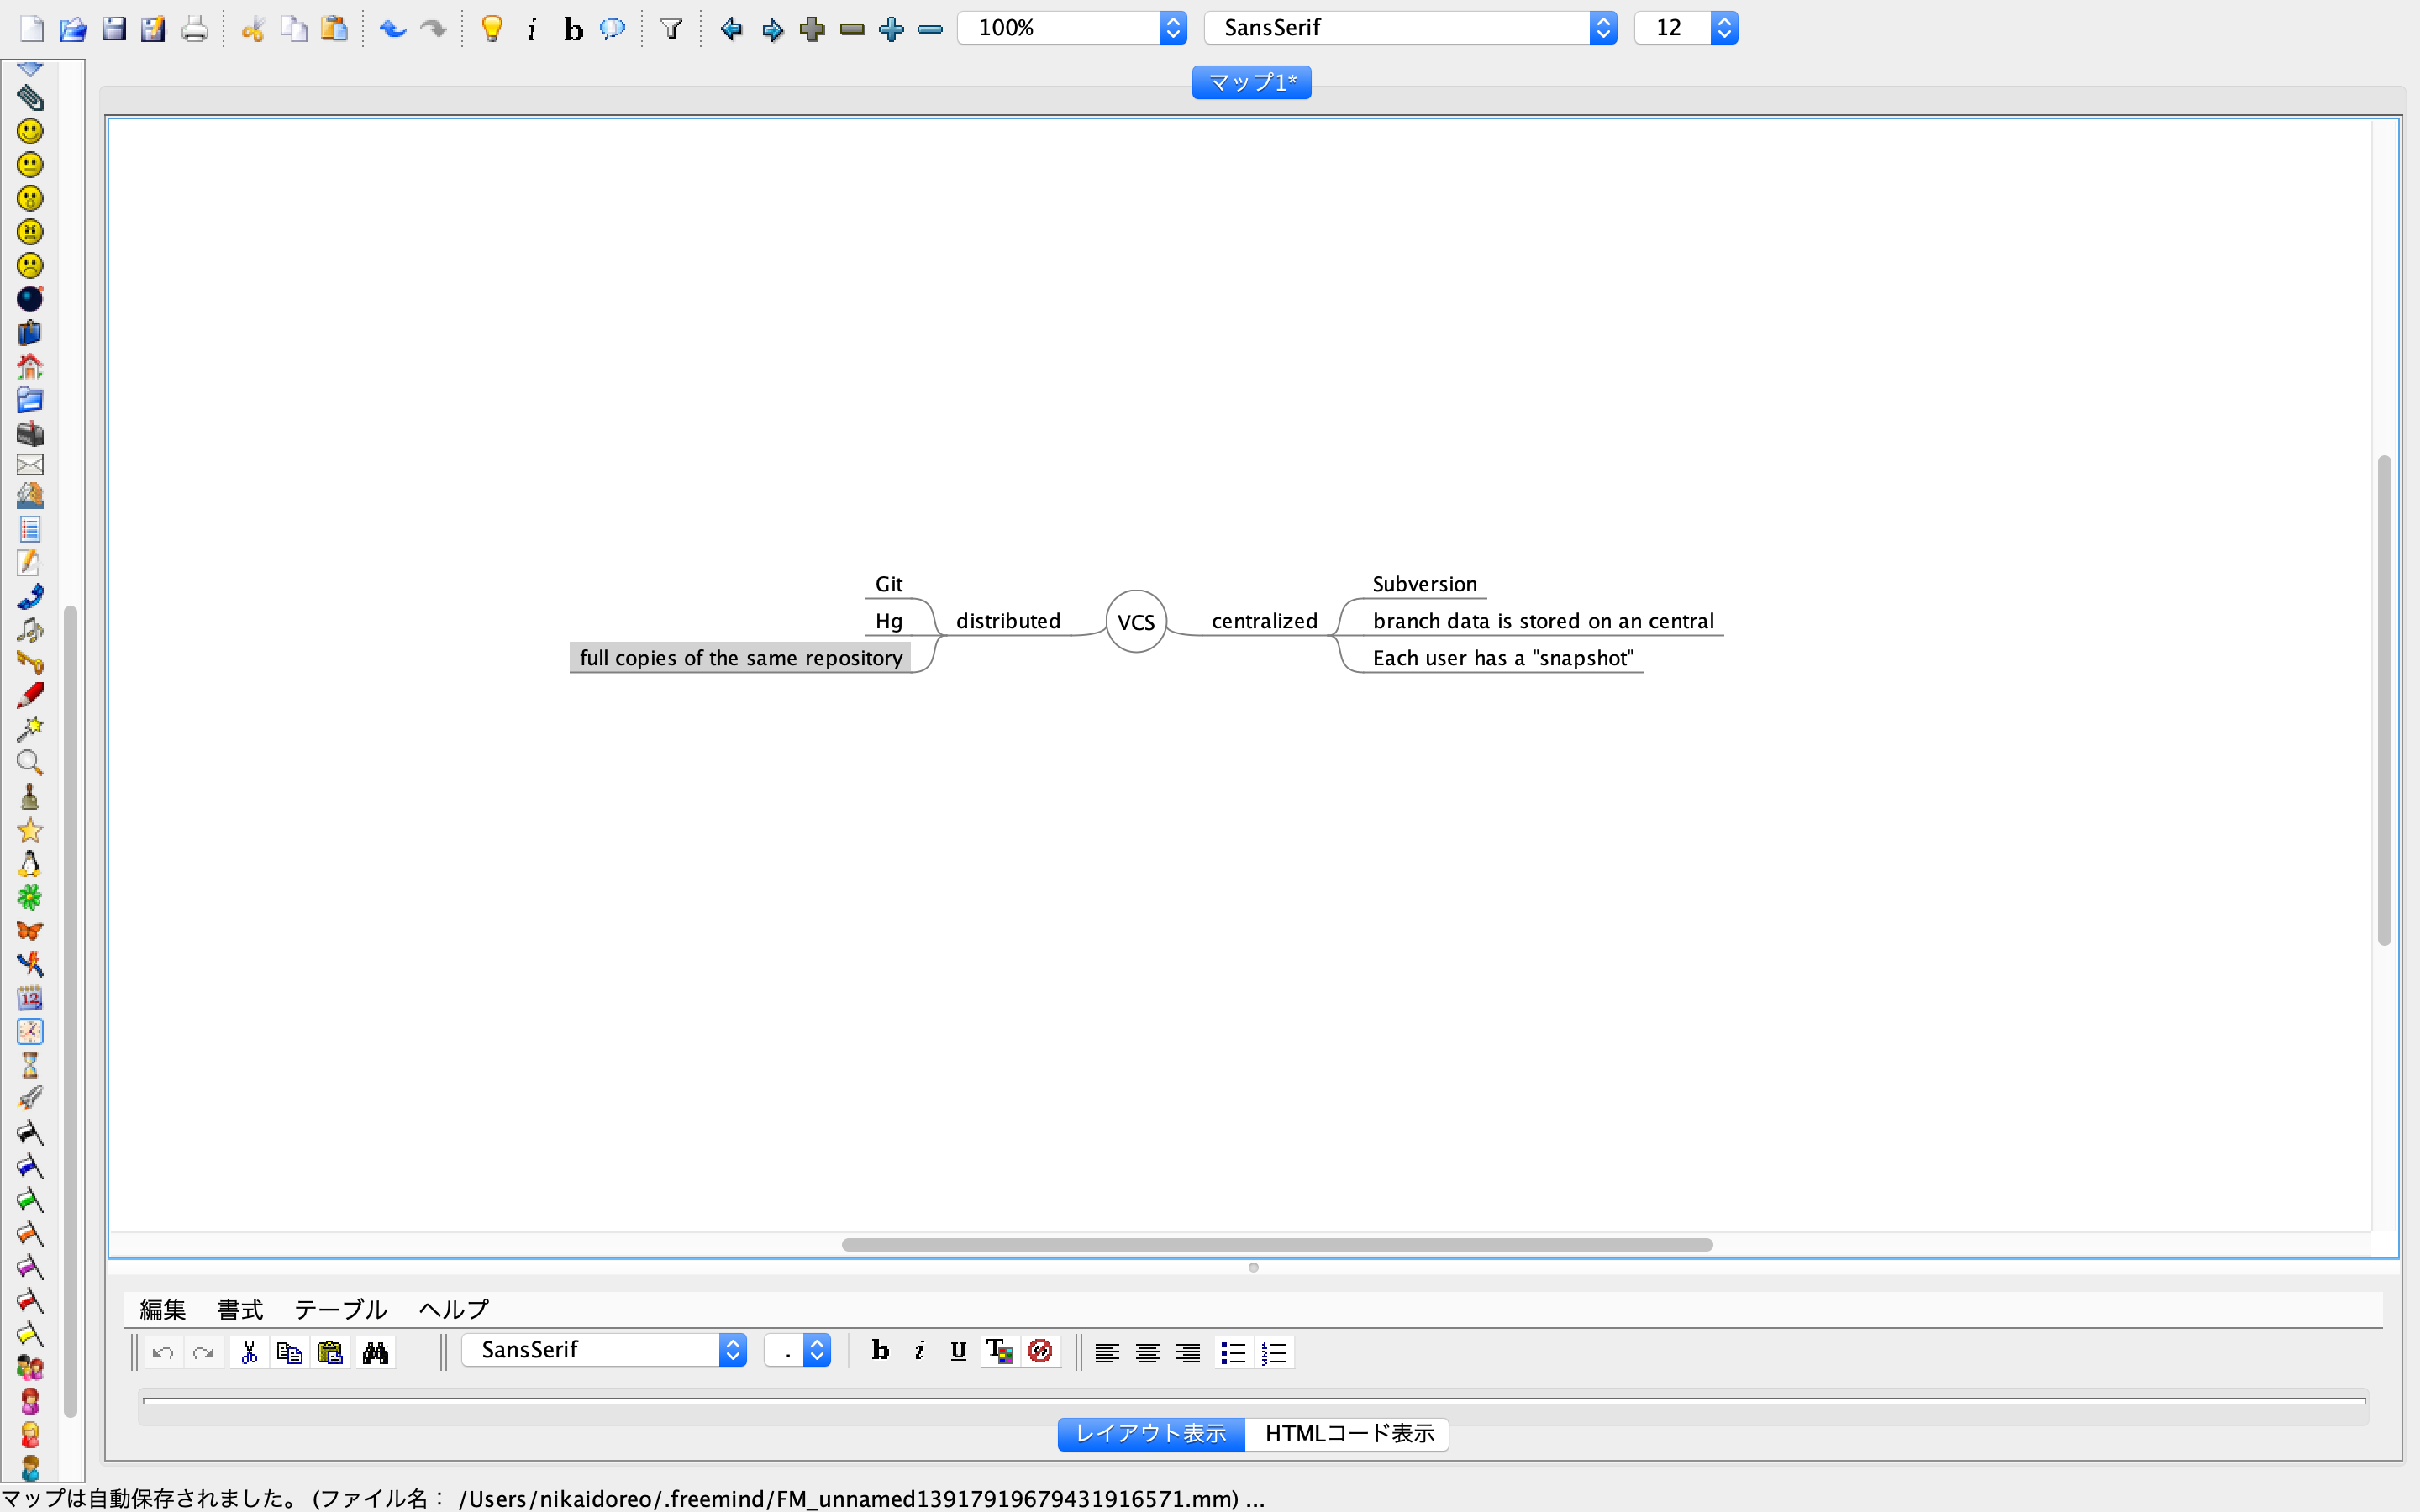 100%
SansSerif
12
マップ1*
Git
Subversion
Hg
distributed
VCS
centralized
branch data is stored on an central
full copies of the same repository
Each user has a "snapshot"
編集 書式 テーブル ヘルプ
SansSerif
.
レイアウト表示
HTMLコード表示
マップは自動保存されました。 (ファイル名： /Users/nikaidoreo/.freemind/FM_unnamed13917919679431916571.mm) ...